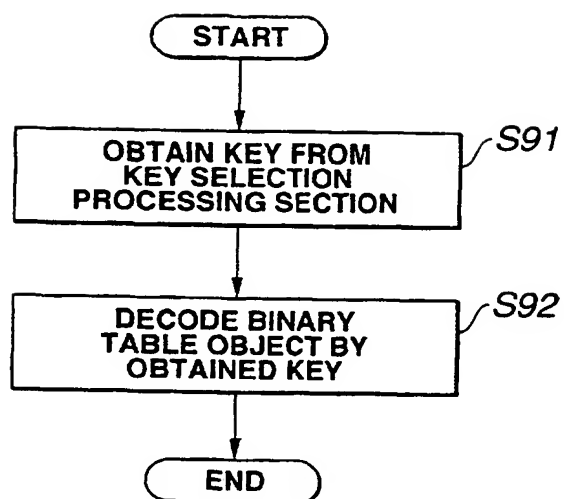 START
OBTAIN KEY FROM
KEY SELECTION
PROCESSING SECTION
S91
DECODE BINARY
TABLE OBJECT BY
OBTAINED KEY
S92
END